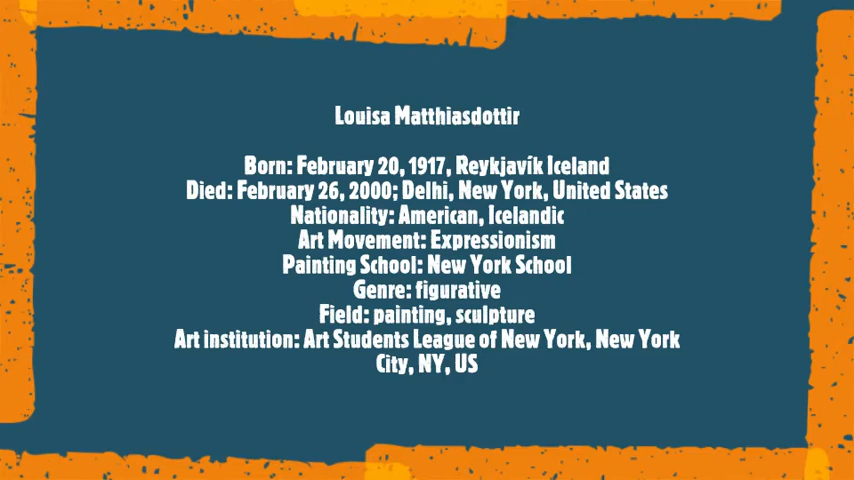 Louisa Matthiasdottir
Born: February 20, 1917, Reykjavík Iceland
Died: February 26, 2000; Delhi, New York, United States
Nationality: American, Icelandic
Art Movement: Expressionism
Painting School: New York School
Genre: figurative
Field: painting, sculpture
Art institution: Art Students League of New York, New York
City, NY, US